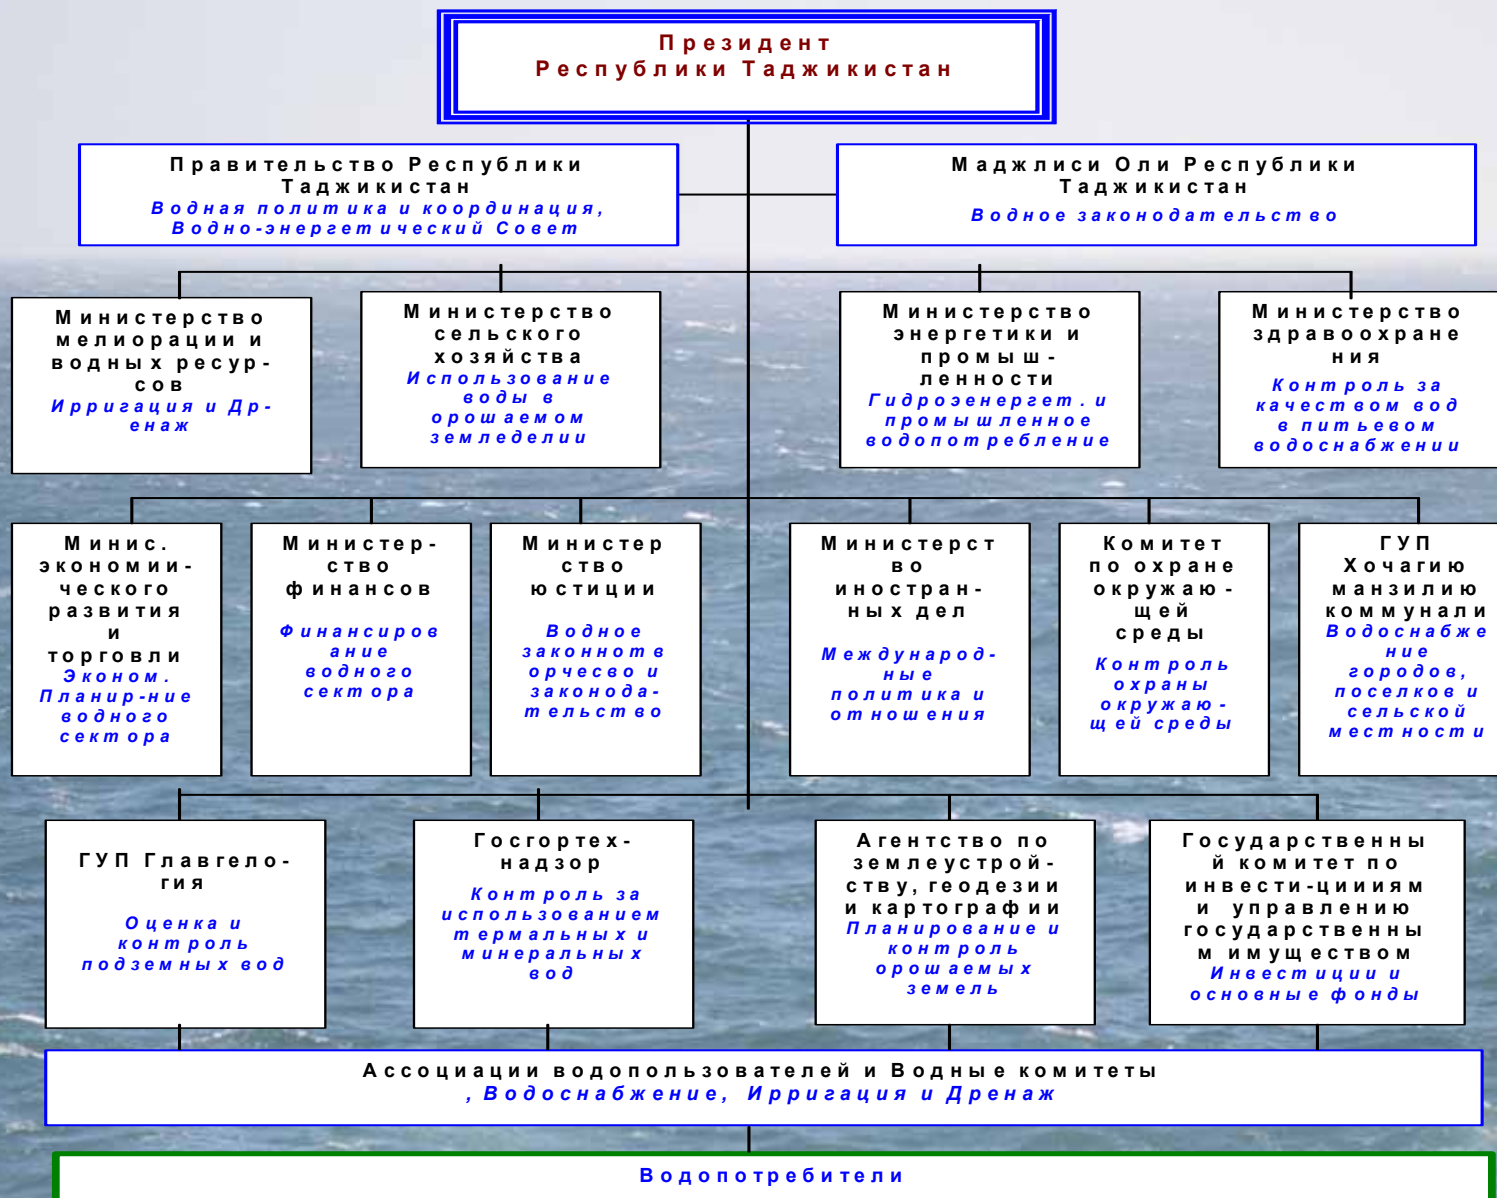 Президент
Республики Таджикистан
Правительство Республики
Таджикистан
Водная политика и координация,
Водно-энергетический Совет
Маджлиси Оли Республики
Таджикистан
Водное законодательство
Министерство
мелиорации и
водных ресур-
сов
Ирригация и Др-
енаж
Министерство
сельского
хозяйства
Использование
воды в
орошаемом
земледелии
Министерство
энергетики и
промыш-
ленности
Гидроэнергет. и
промышленное
водопотребление
Министерство
здравоохране
ния
Контроль за
качеством вод
в питьевом
водоснабжении
Минис.
экономии-
ческого
развития
и
торговли
Эконом.
Планир-ние
водного
сектора
Министер-
ство
финансов
Финансиров
ание
водного
сектора
Министер
ство
юстиции
Водное
законнотв
орчесво и
законода-
тельство
Министерст
во
иностран-
ных дел
Международ-
ные
политика и
отношения
Комитет
по охране
окружаю-
щей
среды
Контроль
охраны
окружаю-
щей среды
ГУП
Хочагию
манзилию
коммунали
Водоснабже
ние
городов,
поселков и
сельской
местности
ГУП Главгело-
гия
Оценка и
контроль
подземных вод
Госгортех-
надзор
Контроль за
использованием
термальных и
минеральных
вод
Агентство по
землеустрой-
ству, геодезии
и картографии
Планирование и
контроль
орошаемых
земель
Государственны
й комитет по
инвести-циииям
и управлению
государственны
м имуществом
Инвестиции и
основные фонды
Ассоциации водопользователей и Водные комитеты
, Водоснабжение, Ирригация и Дренаж
Водопотребители